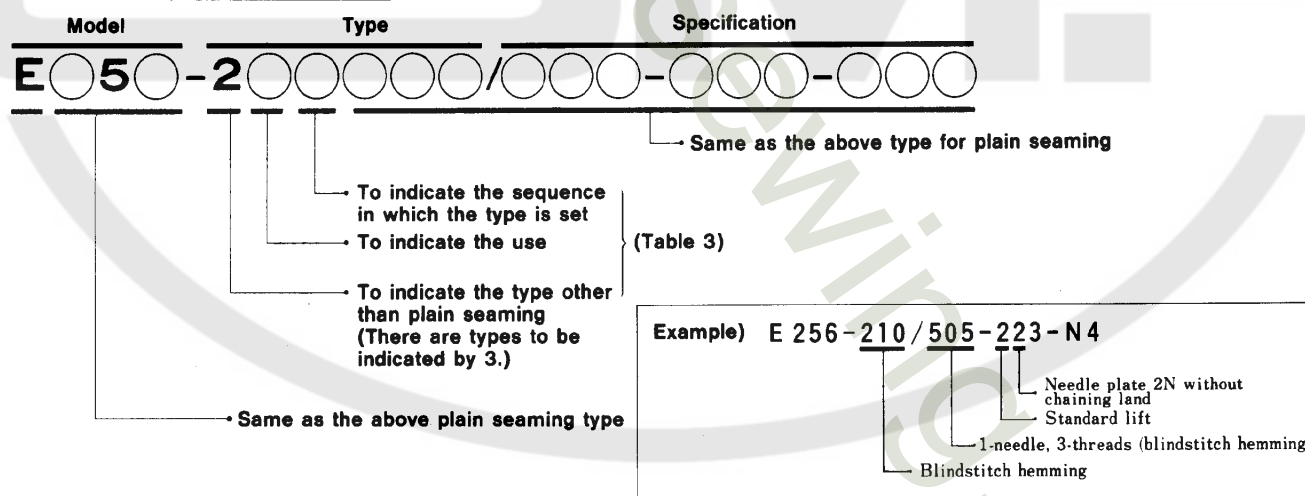 Model Type Specification
E○5○-2○○○○○/○○○-○○○-○○○
Same as the above type for plain seaming
To indicate the sequence
in which the type is set
To indicate the use
(Table 3)
To indicate the type other
than plain seaming
(There are types to be
indicated by 3.)
Same as the above plain seaming type
Example) E 256-210/505-223-N4
Needle plate 2N without
chaining land
Standard lift
1-needle, 3-threads (blindstitch hemming
Blindstitch hemming
sewing